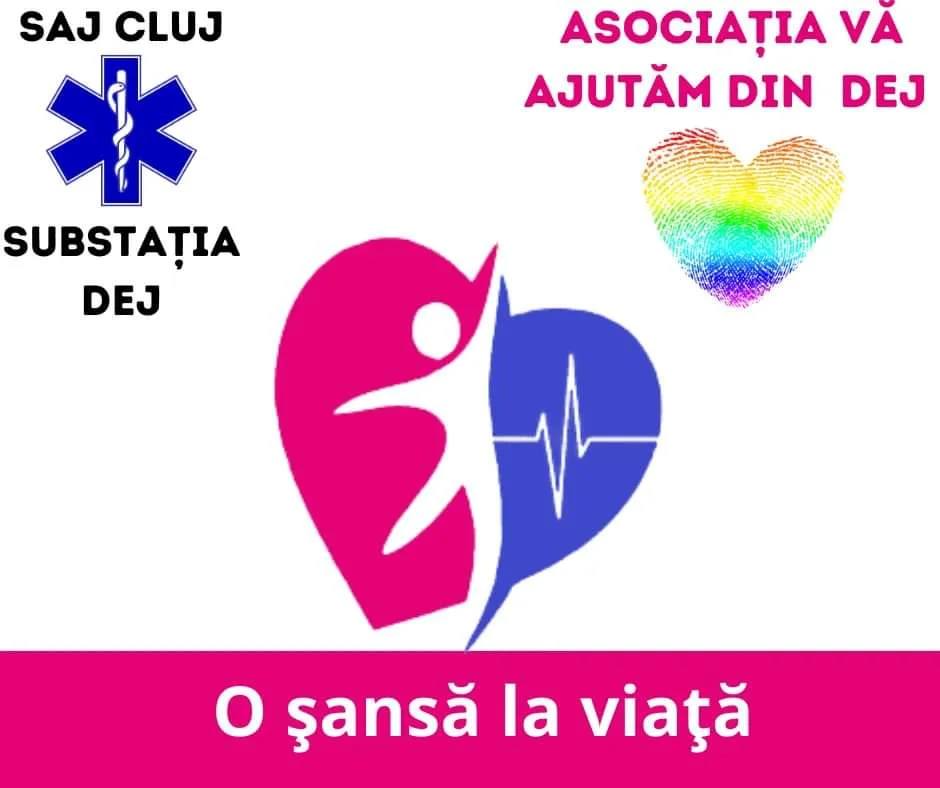 SAJ CLUJ
SUBSTAȚIA
DEJ
ASOCIAȚIA VĂ
AJUTĂM DIN DEJ
O şansă la viaţă